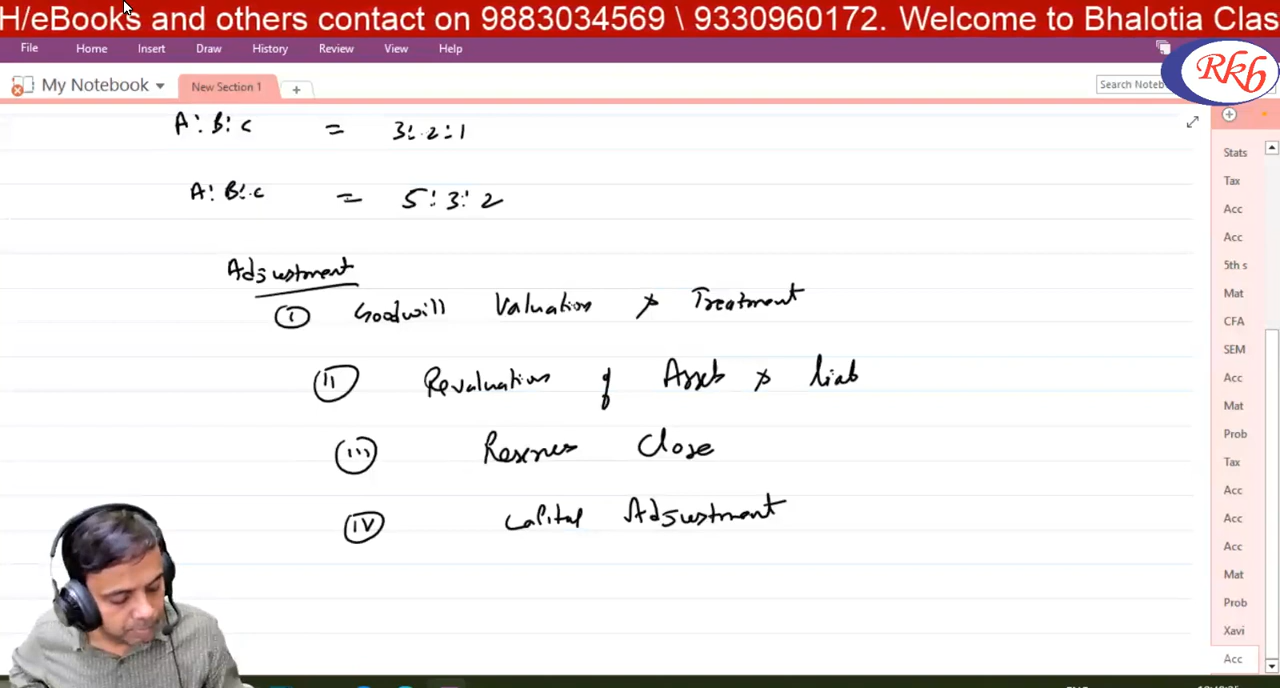 H/eBooks and others contact on 9883034569 \ 9330960172. Welcome to Bhalotia Clas
File Home Insert Draw History Review View Help
Rkb
My Notebook New Section 1 + Search Noteb
A:B:C = 3:2:1
A:B:C = 5:3:2
Adjustment
(i) Goodwill Valuation & Treatment
(ii) Revaluation of Asset & liab
(iii) Reserves Close
(iv) Capital Adjustment
Stats
Tax
Acc
Acc
5th s
Mat
CFA
SEM
Acc
Mat
Prob
Tax
Acc
Acc
Acc
Mat
Prob
Xavi
Acc